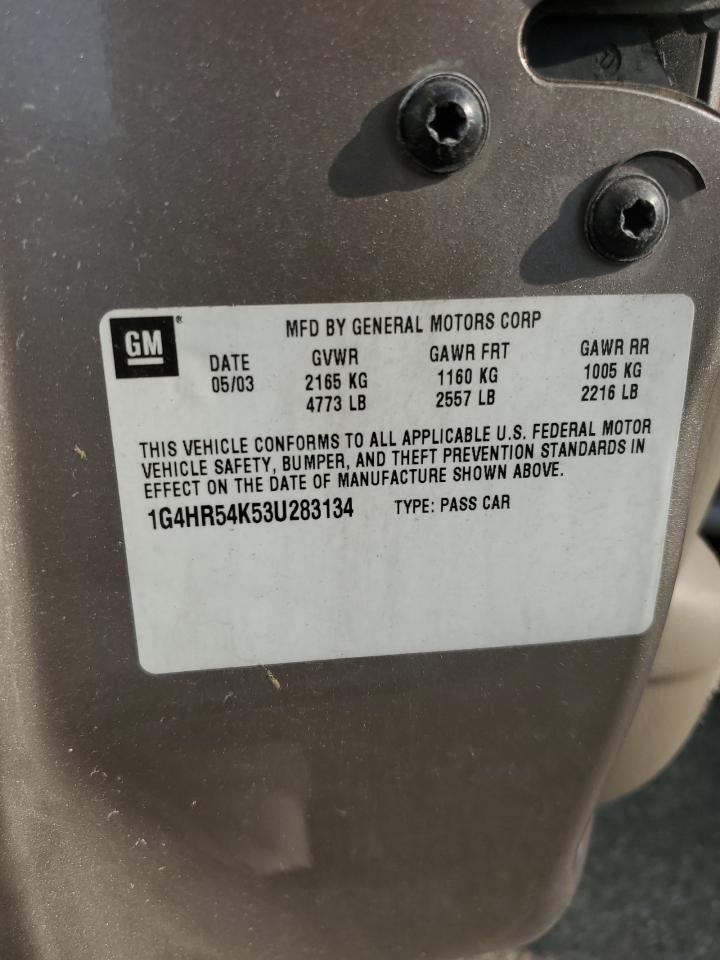 GM®
MFD BY GENERAL MOTORS CORP
DATE GVWR GAWR FRT GAWR RR
05/03 2165 KG 1160 KG 1005 KG
4773 LB 2557 LB 2216 LB
THIS VEHICLE CONFORMS TO ALL APPLICABLE U.S. FEDERAL MOTOR
VEHICLE SAFETY, BUMPER, AND THEFT PREVENTION STANDARDS IN
EFFECT ON THE DATE OF MANUFACTURE SHOWN ABOVE.
1G4HR54K53U283134 TYPE: PASS CAR